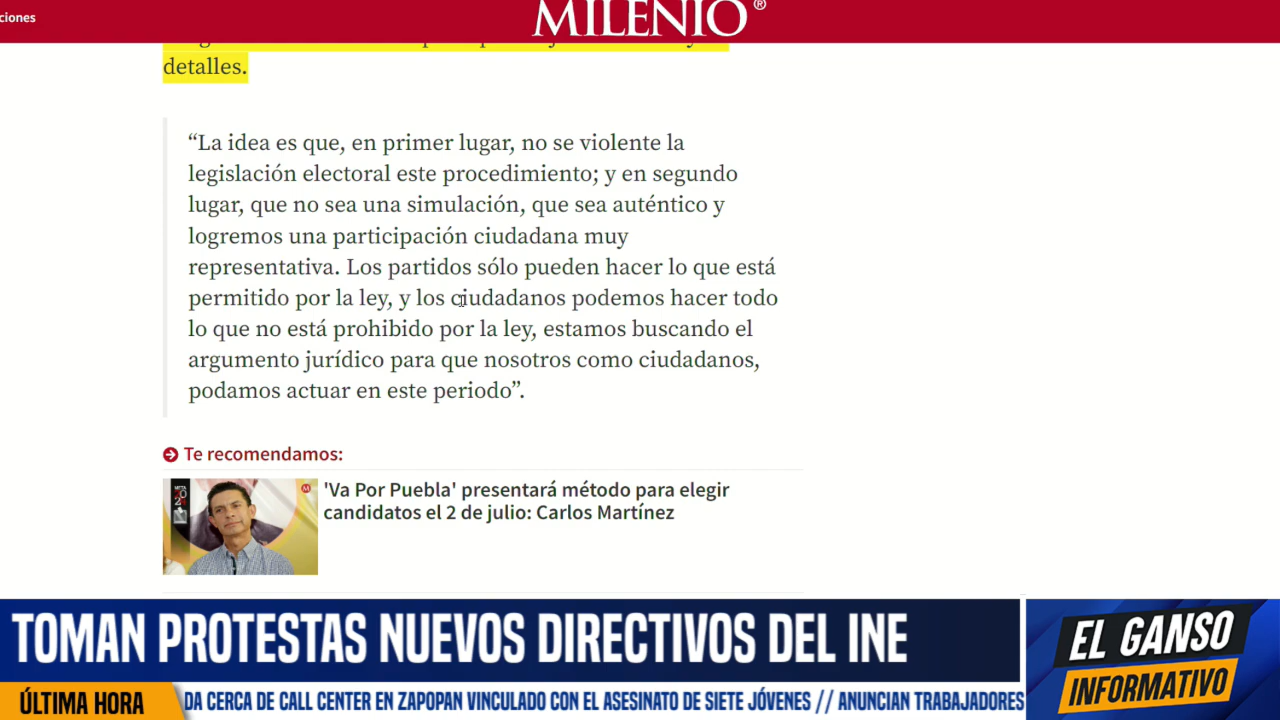 ciones
MILENIO®
detalles.
“La idea es que, en primer lugar, no se violente la
legislación electoral este procedimiento; y en segundo
lugar, que no sea una simulación, que sea auténtico y
logremos una participación ciudadana muy
representativa. Los partidos sólo pueden hacer lo que está
permitido por la ley, y los ciudadanos podemos hacer todo
lo que no está prohibido por la ley, estamos buscando el
argumento jurídico para que nosotros como ciudadanos,
podamos actuar en este periodo”.
Te recomendamos:
'Va Por Puebla' presentará método para elegir
candidatos el 2 de julio: Carlos Martínez
TOMAN PROTESTAS NUEVOS DIRECTIVOS DEL INE
EL GANSO
INFORMATIVO
ÚLTIMA HORA
DA CERCA DE CALL CENTER EN ZAPOPAN VINCULADO CON EL ASESINATO DE SIETE JÓVENES // ANUNCIAN TRABAJADORES